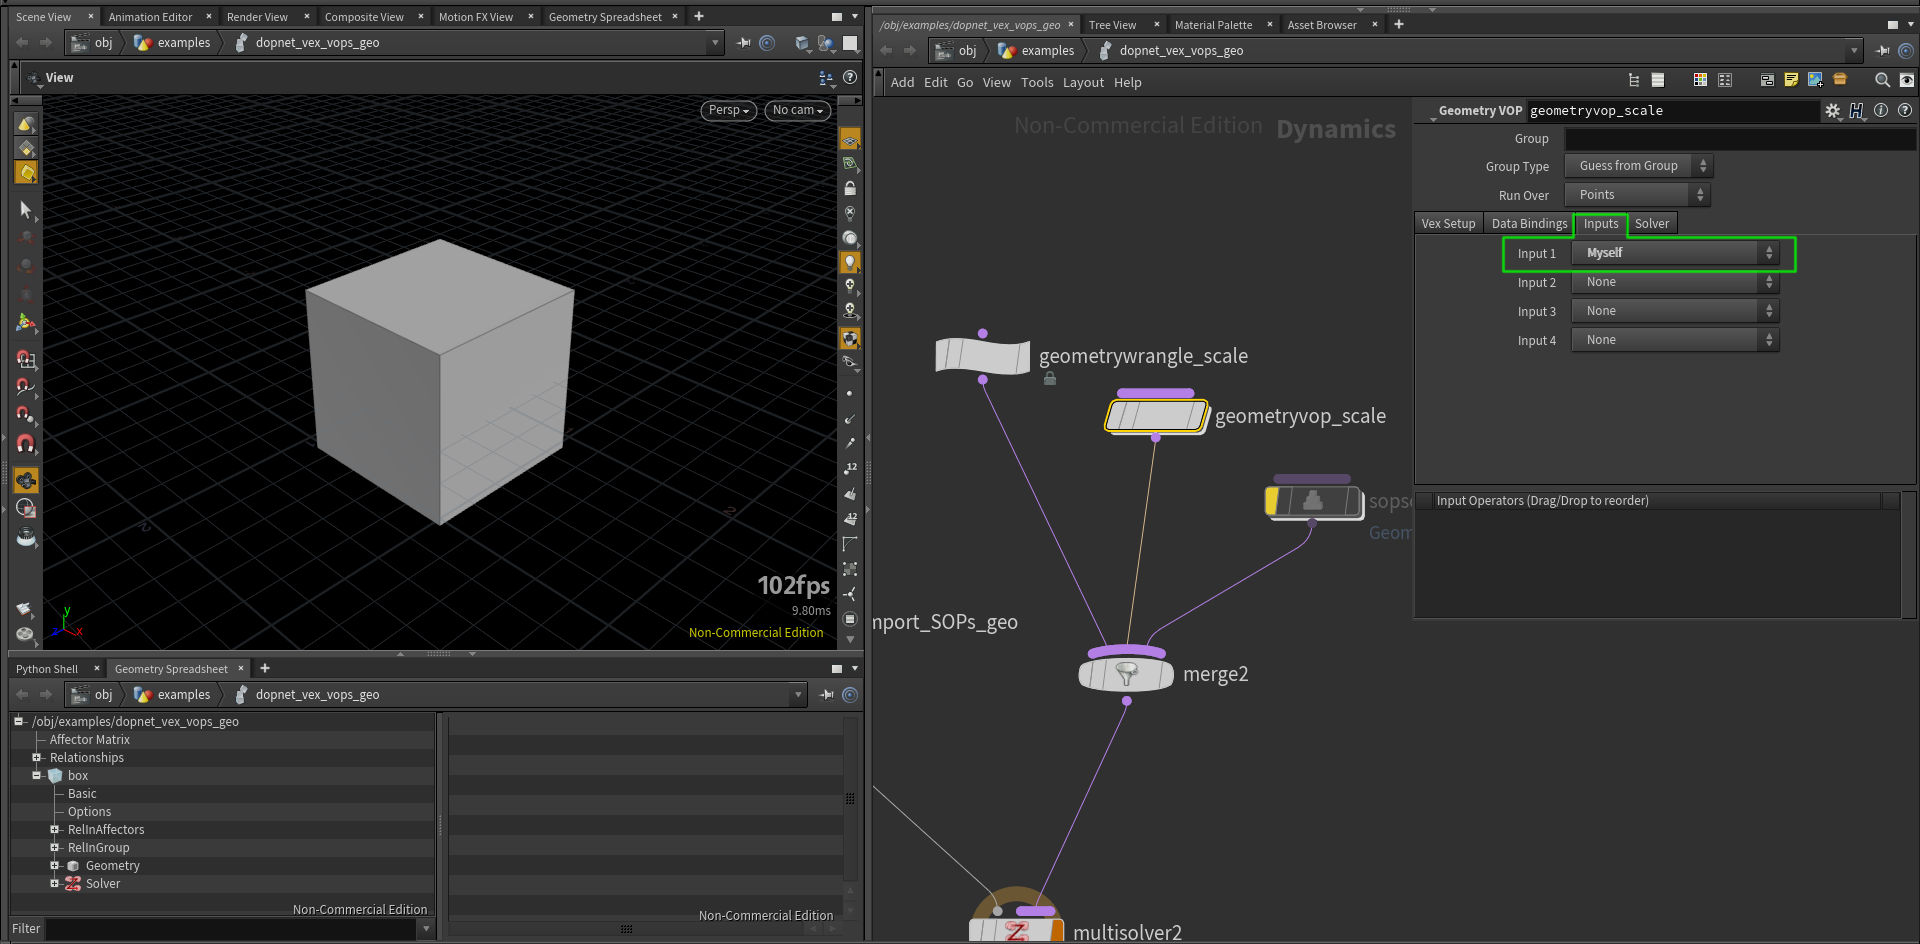 Scene View
Animation Editor
Render View
Composite View
Motion FX View
Geometry Spreadsheet
obj
examples
dopnet_vex_vops_geo
View
Persp
No cam
12
12
102fps
9.80ms
Non-Commercial Edition
y
z
x
Python Shell
Geometry Spreadsheet
obj
examples
dopnet_vex_vops_geo
/obj/examples/dopnet_vex_vops_geo
Affector Matrix
Relationships
box
Basic
Options
RelInAffectors
RelInGroup
Geometry
Solver
Non-Commercial Edition
Non-Commercial Edition
Filter
/obj/examples/dopnet_vex_vops_geo
Tree View
Material Palette
Asset Browser
obj
examples
dopnet_vex_vops_geo
Add Edit Go View Tools Layout Help
Non-Commercial Edition
Dynamics
geometrywrangle_scale
geometryvop_scale
sops
Geom
mport_SOPs_geo
merge2
multisolver2
Geometry VOP geometryvop_scale
Group
Group Type Guess from Group
Run Over Points
Vex Setup Data Bindings Inputs Solver
Input 1 Myself
Input 2 None
Input 3 None
Input 4 None
Input Operators (Drag/Drop to reorder)